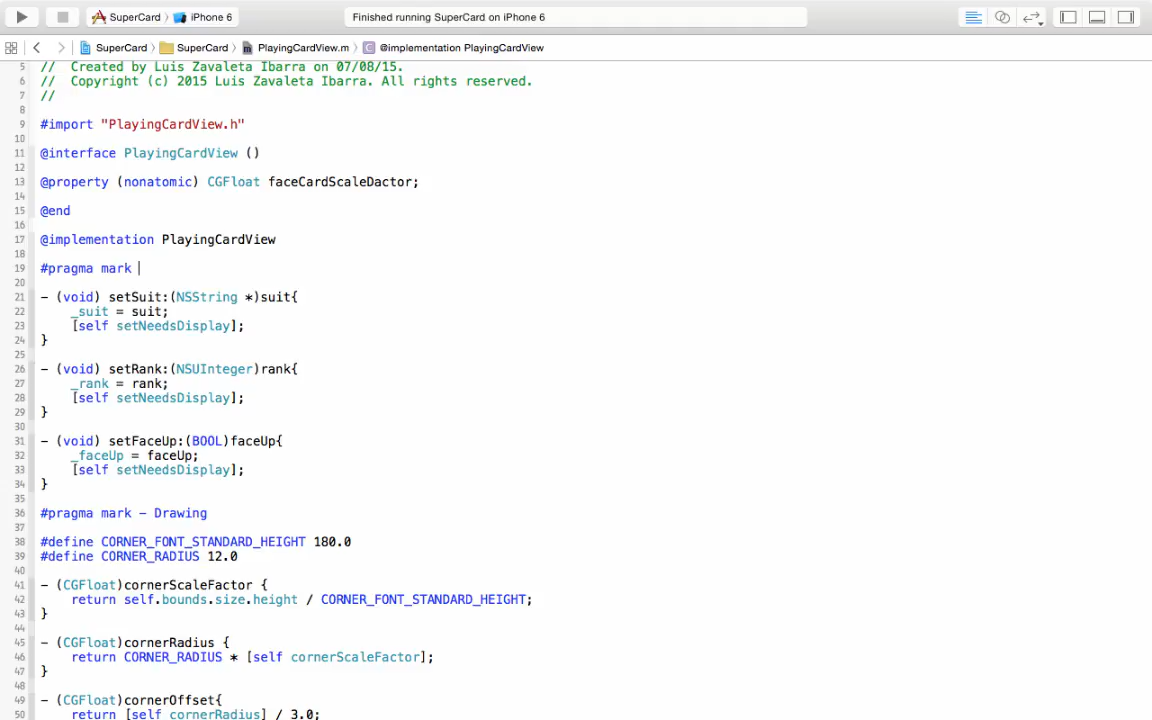 SuperCard iPhone 6 Finished running SuperCard on iPhone 6
SuperCard SuperCard PlayingCardView.m C @implementation PlayingCardView
5 // Created by Luis Zavaleta Ibarra on 07/08/15.
6 // Copyright (c) 2015 Luis Zavaleta Ibarra. All rights reserved.
7 //
8
9 #import "PlayingCardView.h"
10
11 @interface PlayingCardView ()
12
13 @property (nonatomic) CGFloat faceCardScaleDactor;
14
15 @end
16
17 @implementation PlayingCardView
18
19 #pragma mark
20
21 - (void) setSuit:(NSString *)suit{
22 _suit = suit;
23 [self setNeedsDisplay];
24 }
25
26 - (void) setRank:(NSUInteger)rank{
27 _rank = rank;
28 [self setNeedsDisplay];
29 }
30
31 - (void) setFaceUp:(BOOL)faceUp{
32 _faceUp = faceUp;
33 [self setNeedsDisplay];
34 }
35
36 #pragma mark - Drawing
37
38 #define CORNER_FONT_STANDARD_HEIGHT 180.0
39 #define CORNER_RADIUS 12.0
40
41 - (CGFloat)cornerScaleFactor {
42 return self.bounds.size.height / CORNER_FONT_STANDARD_HEIGHT;
43 }
44
45 - (CGFloat)cornerRadius {
46 return CORNER_RADIUS * [self cornerScaleFactor];
47 }
48
49 - (CGFloat)cornerOffset{
50 return [self cornerRadius] / 3.0;